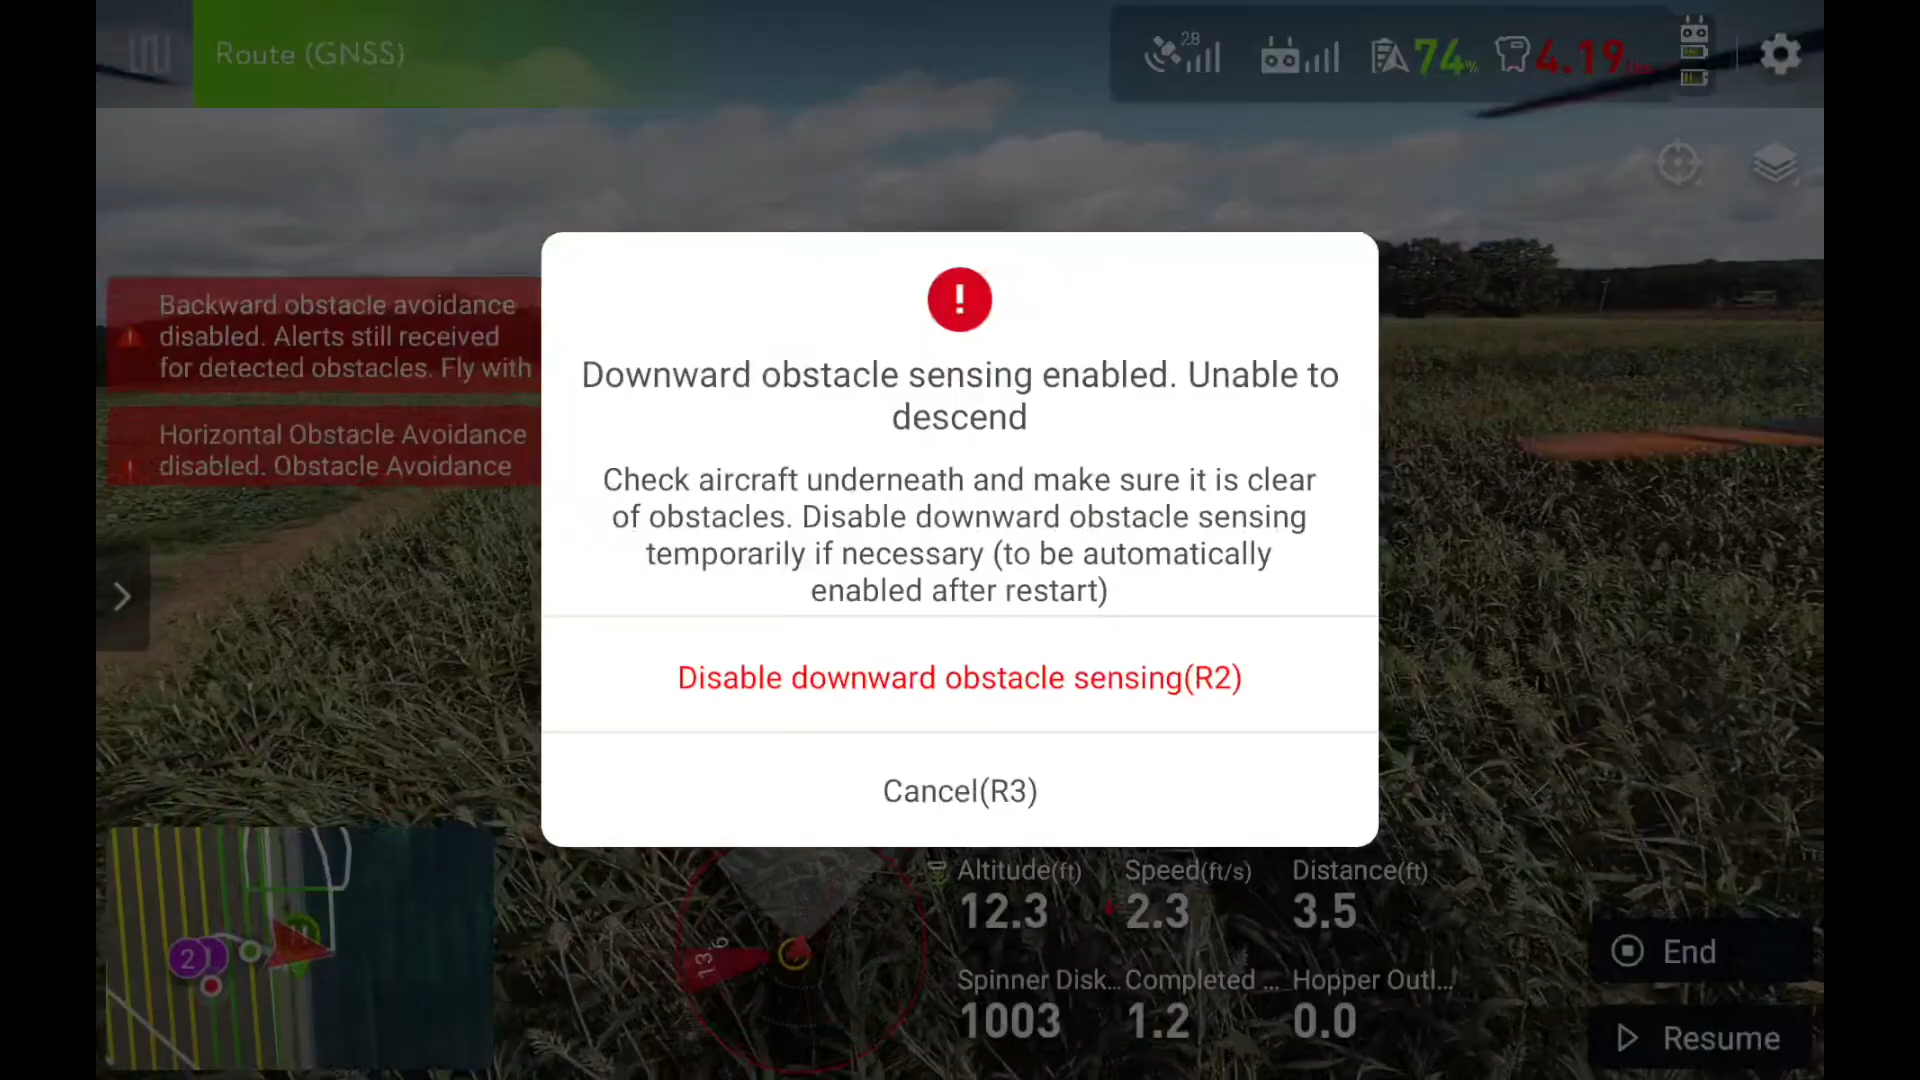 Route (GNSS)
28
74%
4.19 lbs
Backward obstacle avoidance
disabled. Alerts still received
for detected obstacles. Fly with
Horizontal Obstacle Avoidance
disabled. Obstacle Avoidance
!
Downward obstacle sensing enabled. Unable to
descend
Check aircraft underneath and make sure it is clear
of obstacles. Disable downward obstacle sensing
temporarily if necessary (to be automatically
enabled after restart)
Disable downward obstacle sensing(R2)
Cancel(R3)
2
1
H
13.6
Altitude(ft)
12.3
Speed(ft/s)
2.3
Distance(ft)
3.5
Spinner Disk...
1003
Completed ...
1.2
Hopper Outl...
0.0
End
Resume